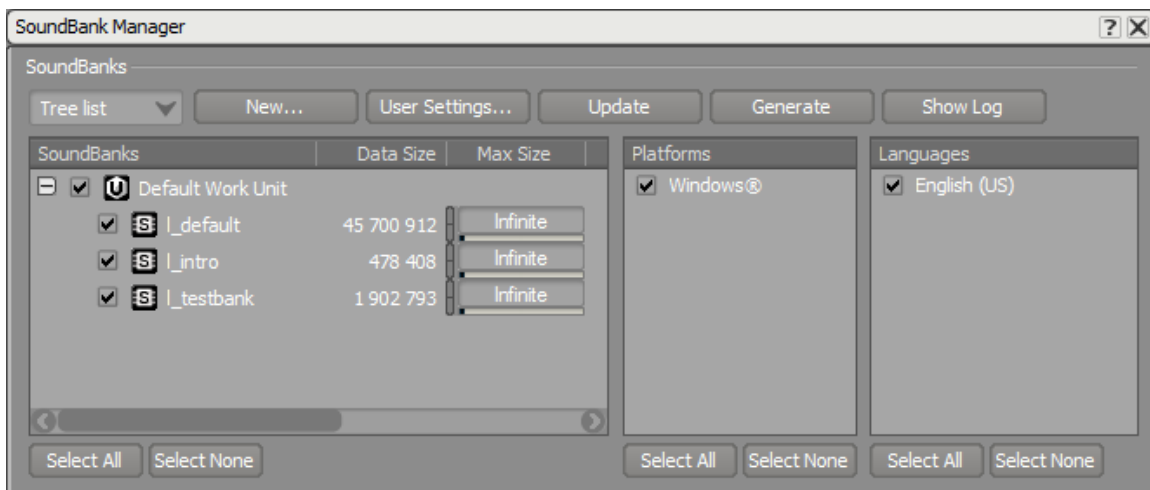 SoundBank Manager
SoundBanks
Tree list New... User Settings... Update Generate Show Log
SoundBanks Data Size Max Size Platforms Languages
Default Work Unit Windows® English (US)
l_default 45 700 912 Infinite
l_intro 478 408 Infinite
l_testbank 1 902 793 Infinite
Select All Select None Select All Select None Select All Select None